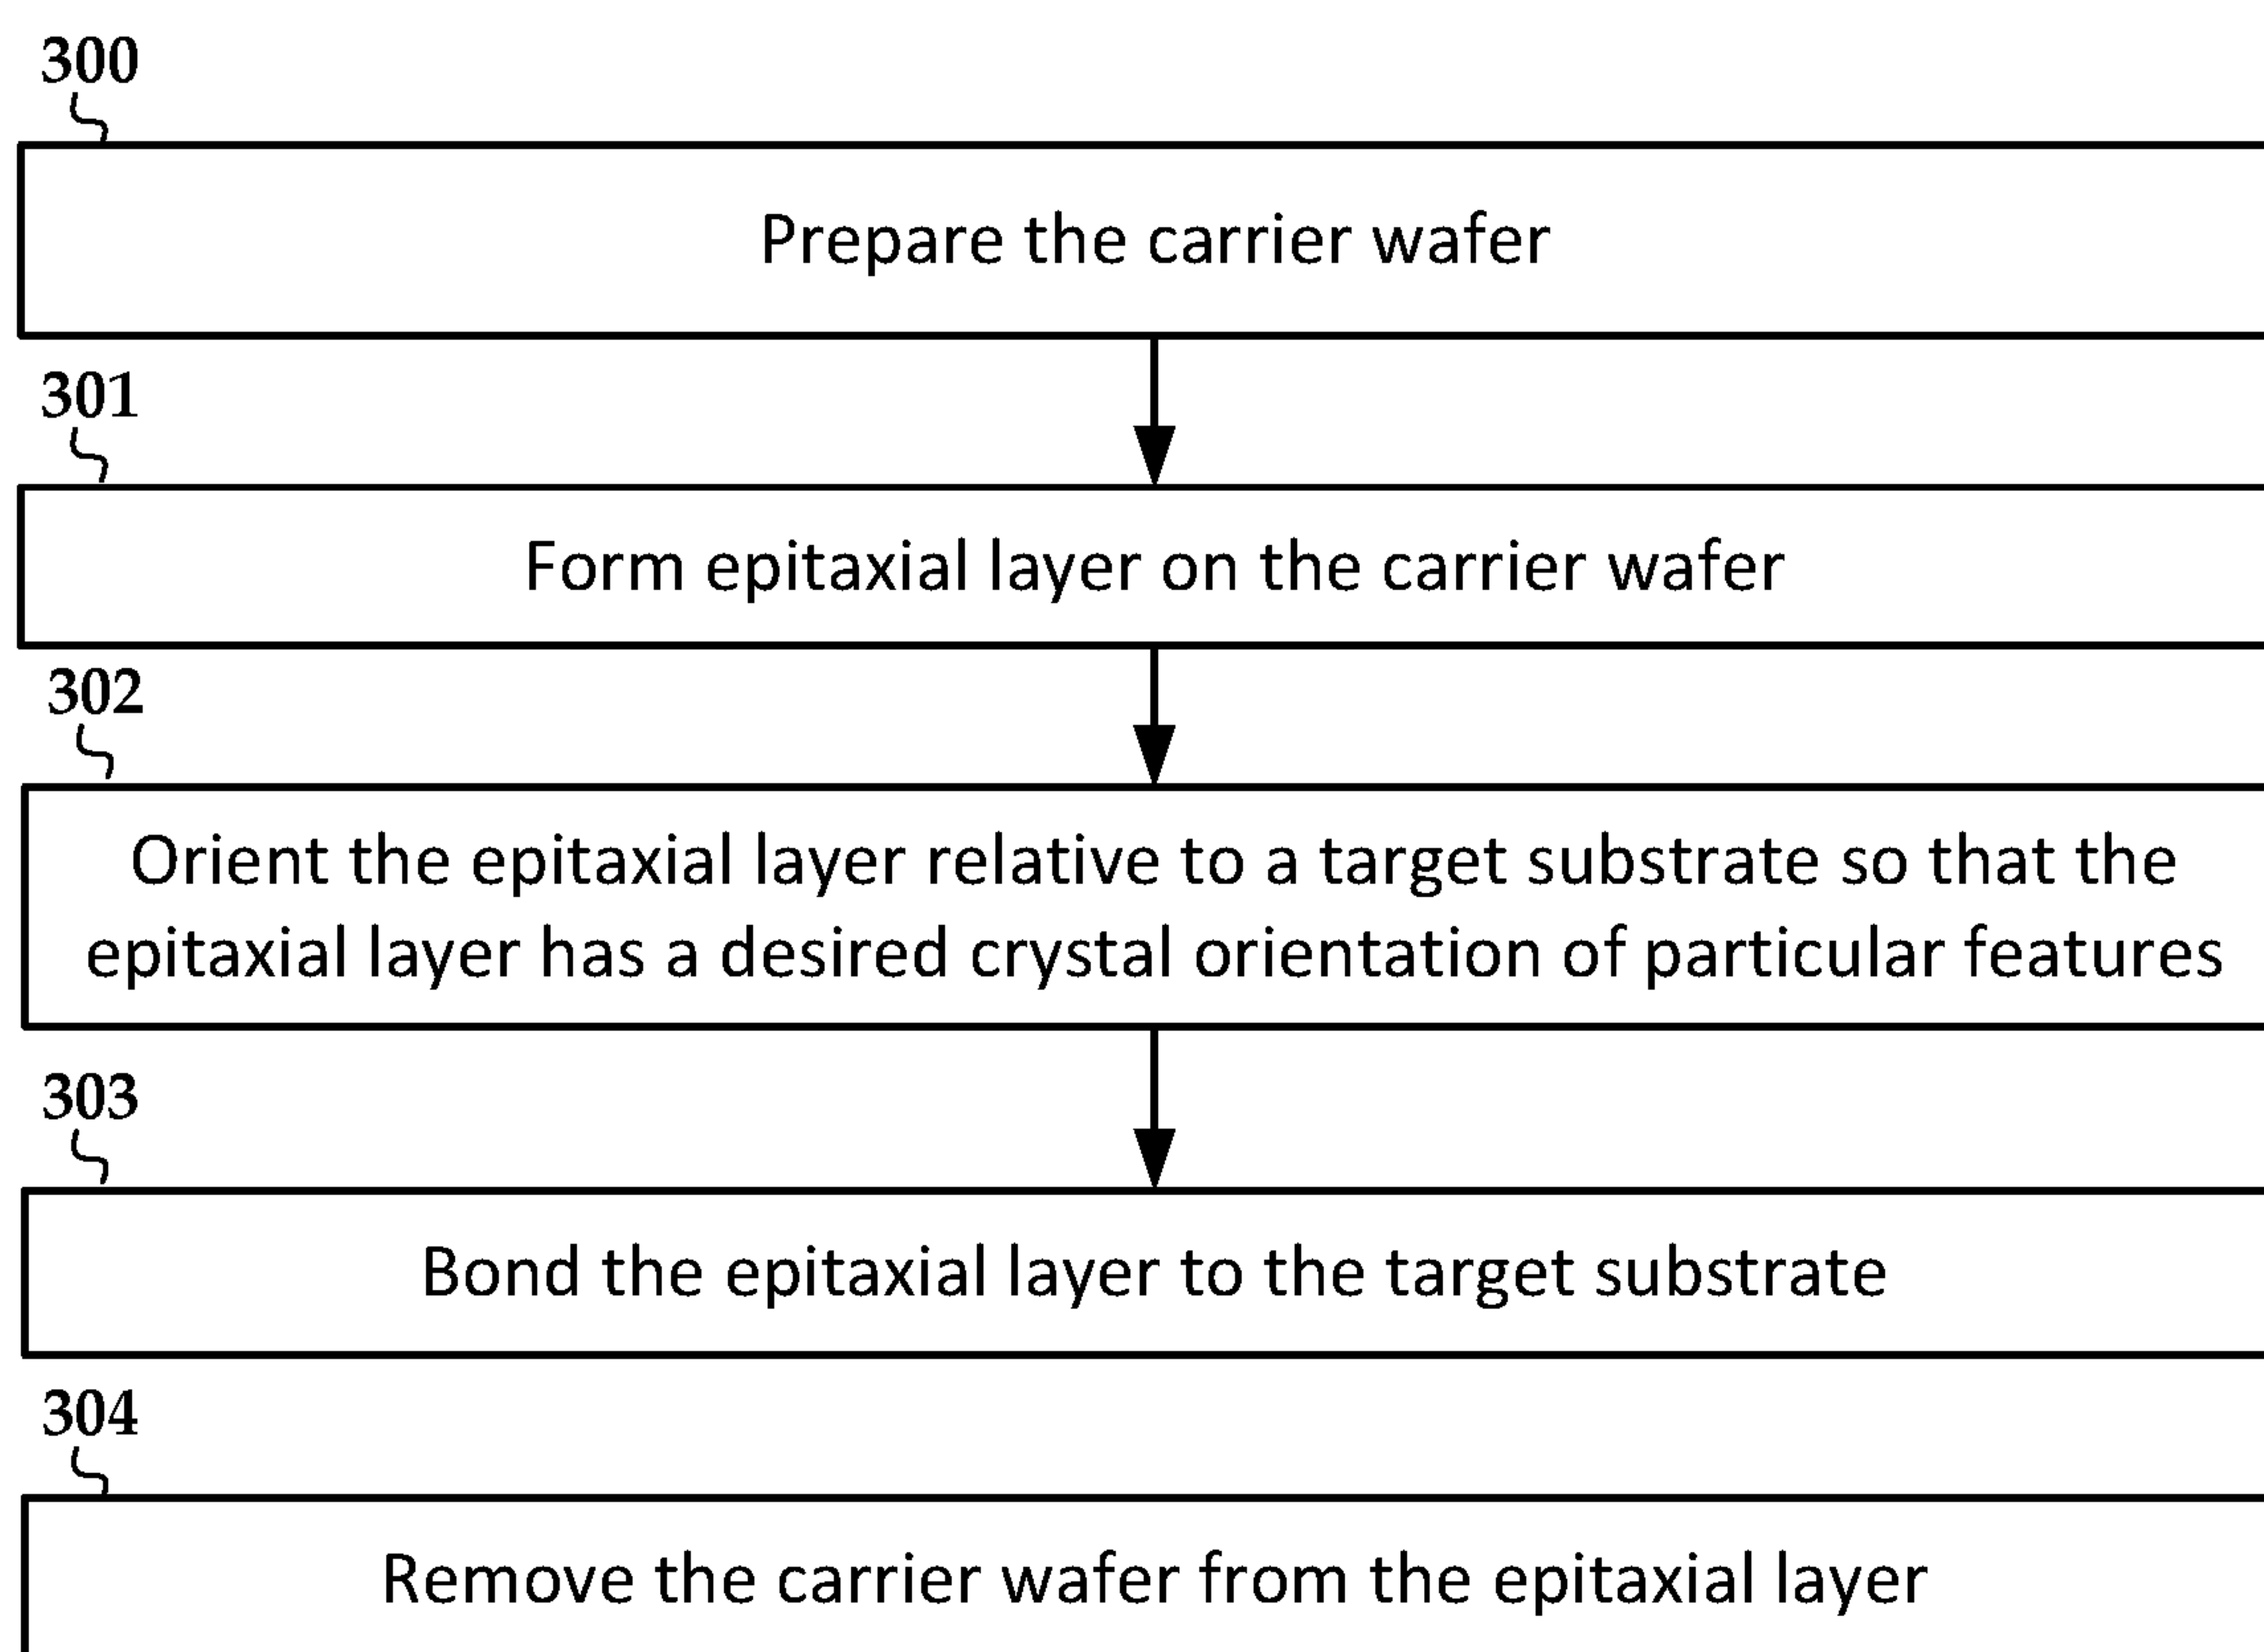 300
Prepare the carrier wafer
301
Form epitaxial layer on the carrier wafer
302
Orient the epitaxial layer relative to a target substrate so that the
epitaxial layer has a desired crystal orientation of particular features
303
Bond the epitaxial layer to the target substrate
304
Remove the carrier wafer from the epitaxial layer